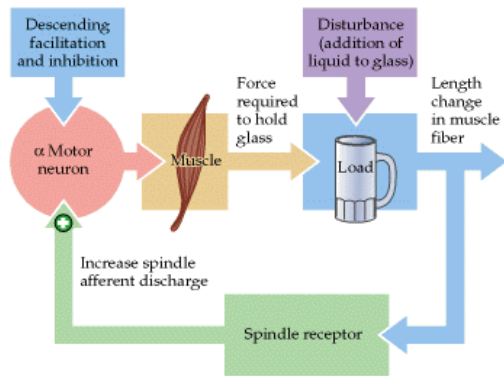 Descending
facilitation
and inhibition
Disturbance
(addition of
liquid to glass)
Force
required
to hold
glass
Length
change
in muscle
fiber
α Motor
neuron
Muscle
Load
+
Increase spindle
afferent discharge
Spindle receptor